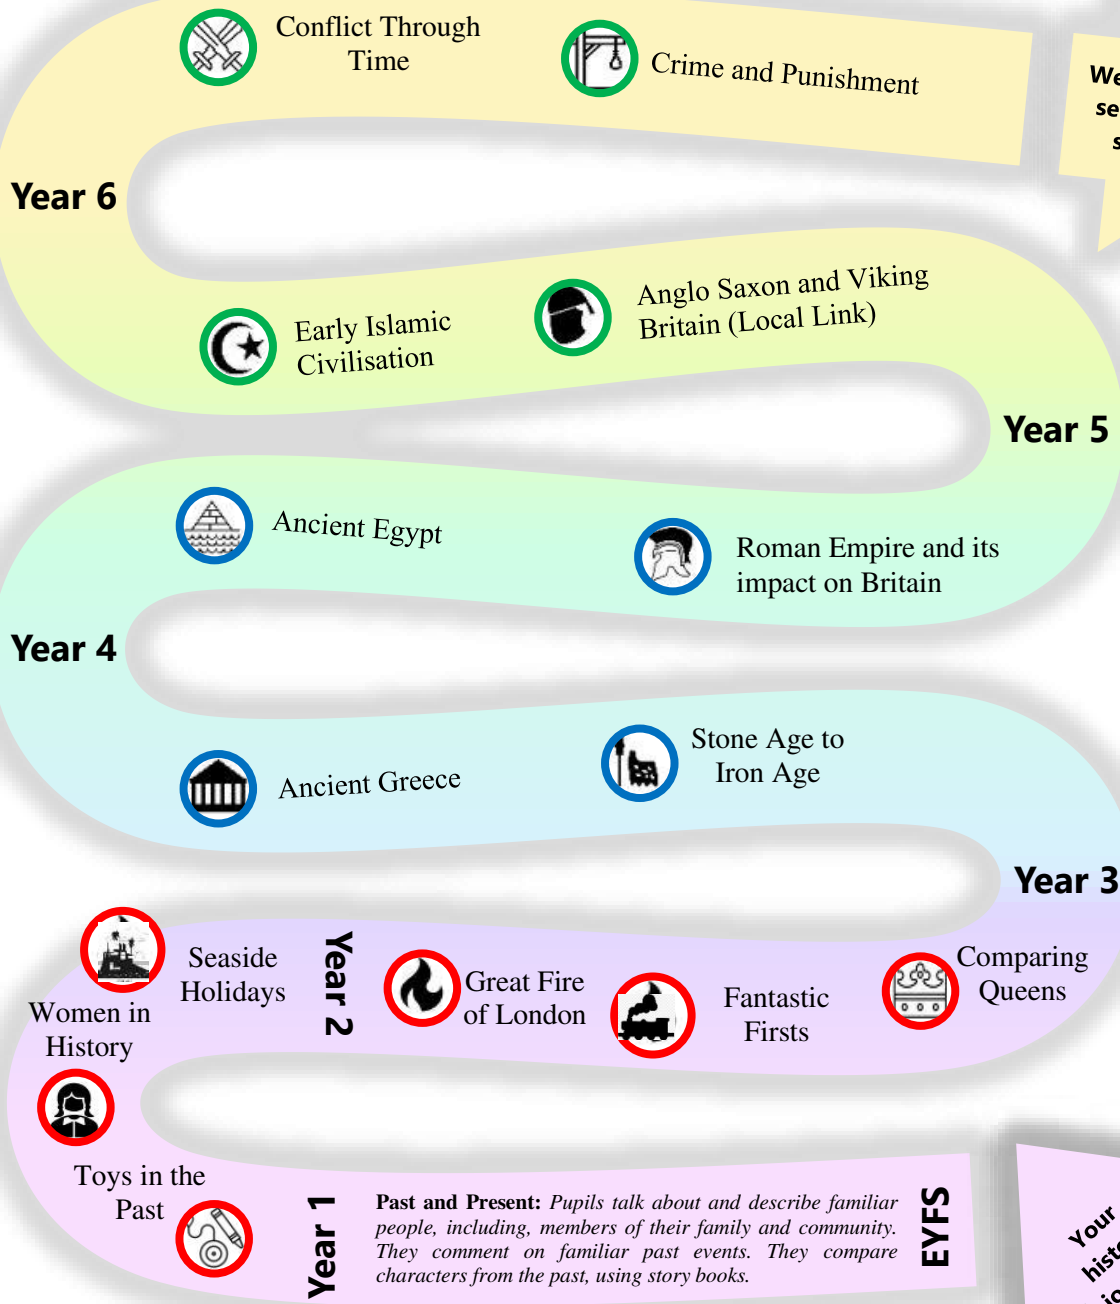 Conflict Through
Time
Crime and Punishment
We
Year 6
Early Islamic
Civilisation
Anglo Saxon and Viking
Britain (Local Link)
Year 5
Ancient Egypt
Roman Empire and its
impact on Britain
Year 4
Ancient Greece
Stone Age to
Iron Age
Year 3
Seaside
Holidays
Women in
History
Year 2
Great Fire
of London
Fantastic
Firsts
Comparing
Queens
Toys in the
Past
Year 1
Past and Present: Pupils talk about and describe familiar
people, including, members of their family and community.
They comment on familiar past events. They compare
characters from the past, using story books.
EYFS
Your